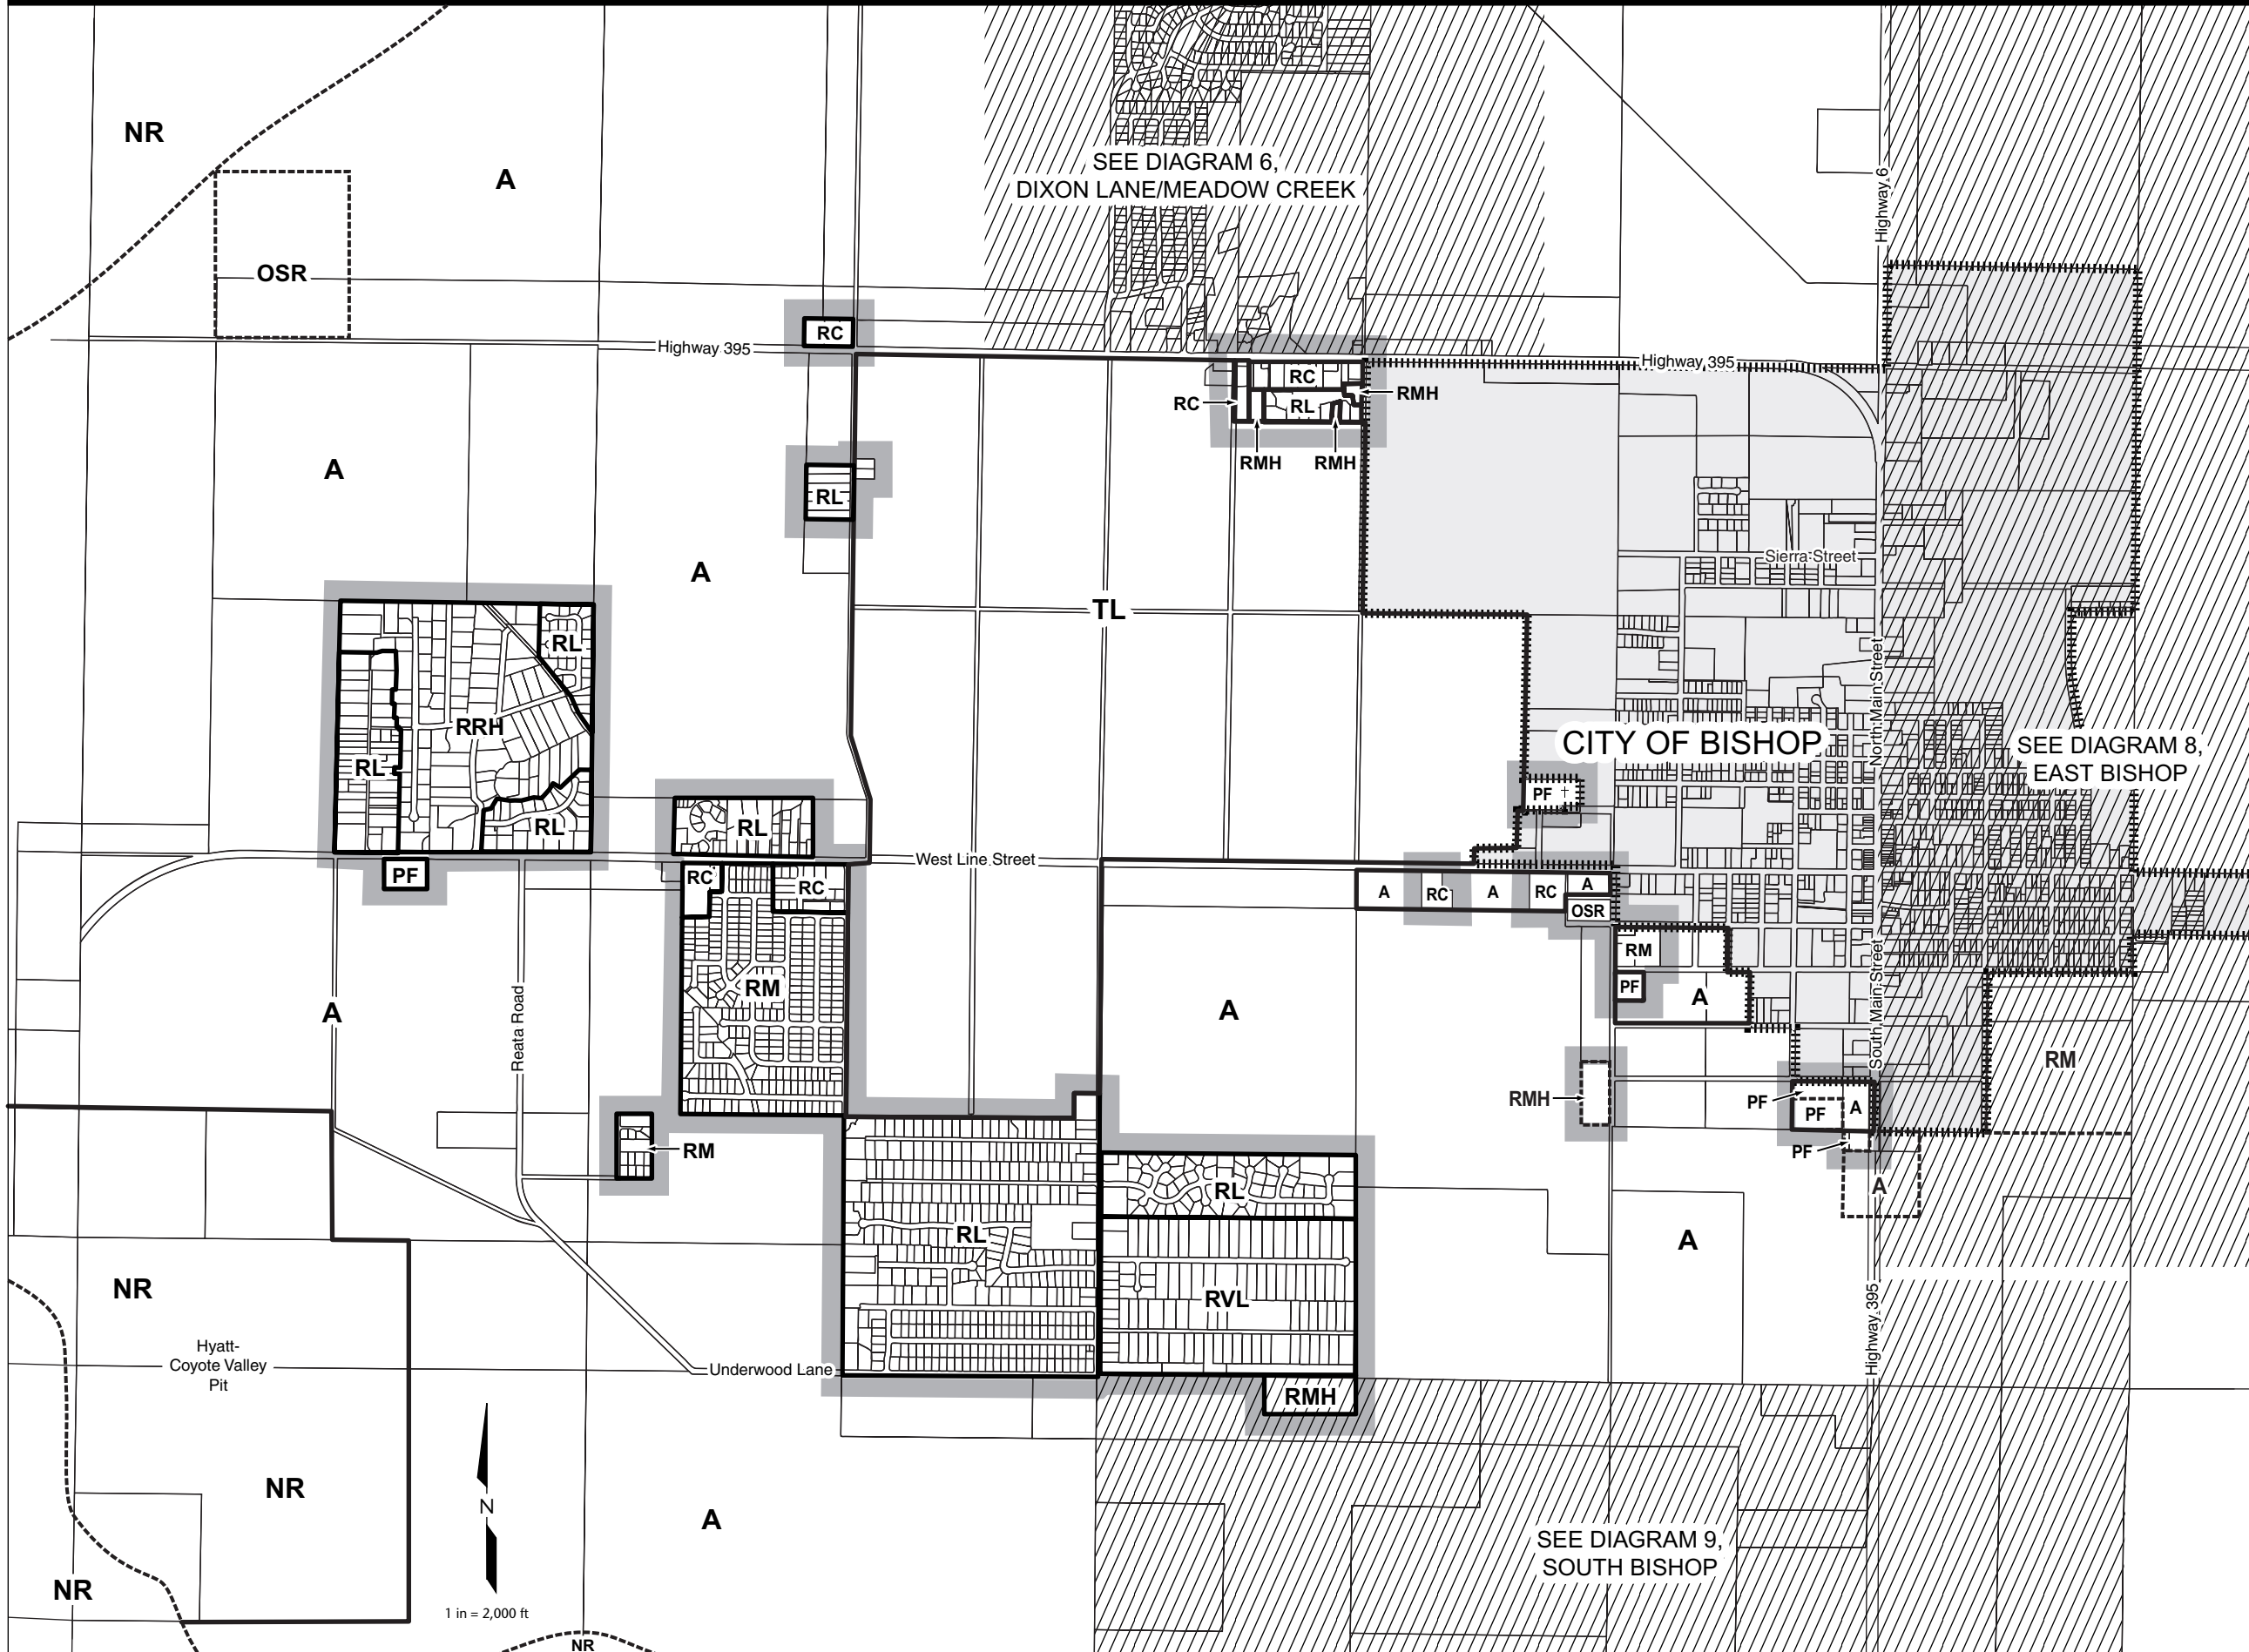 NR
SEE DIAGRAM 6,
DIXON LANE/MEADOW CREEK
A
Highway 6
OSR
RC
Highway 395
Highway 395
RC
RMH
RC
RL
RMH
RMH
A
RL
Sierra Street
A
TL
RL
RRH
North Main Street
CITY OF BISHOP
SEE DIAGRAM 8,
EAST BISHOP
RL
PF †
RL
RL
West Line Street
PF
RC
RC
A
RC
A
RC
A
OSR
RM
RM
PF
A
A
A
Reata Road
South Main Street
RM
RMH
PF
PF
A
RM
PF
RL
A
RL
A
NR
RVL
Highway 395
Hyatt-
Coyote Valley
Pit
Underwood Lane
RMH
NR
N
A
SEE DIAGRAM 9,
SOUTH BISHOP
NR
1 in = 2,000 ft
NR